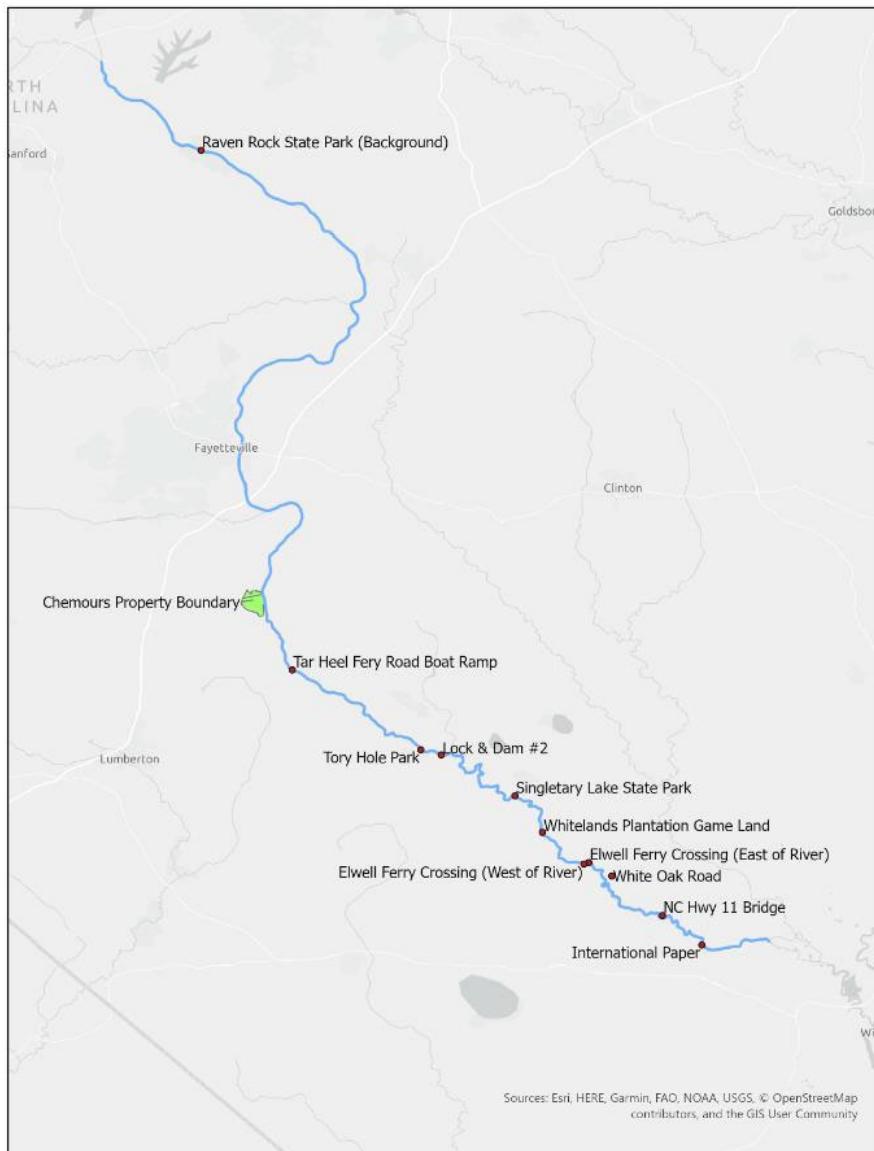 RTH
LINA
Sanford
Raven Rock State Park (Background)
Goldsbo
Fayetteville
Clinton
Chemours Property Boundary
Tar Heel Fery Road Boat Ramp
Lumberton
Tory Hole Park
Lock & Dam #2
Singletary Lake State Park
Whitelands Plantation Game Land
Elwell Ferry Crossing (East of River)
Elwell Ferry Crossing (West of River)
White Oak Road
NC Hwy 11 Bridge
International Paper
Wi
Sources: Esri, HERE, Garmin, FAO, NOAA, USGS, © OpenStreetMap
contributors, and the GIS User Community